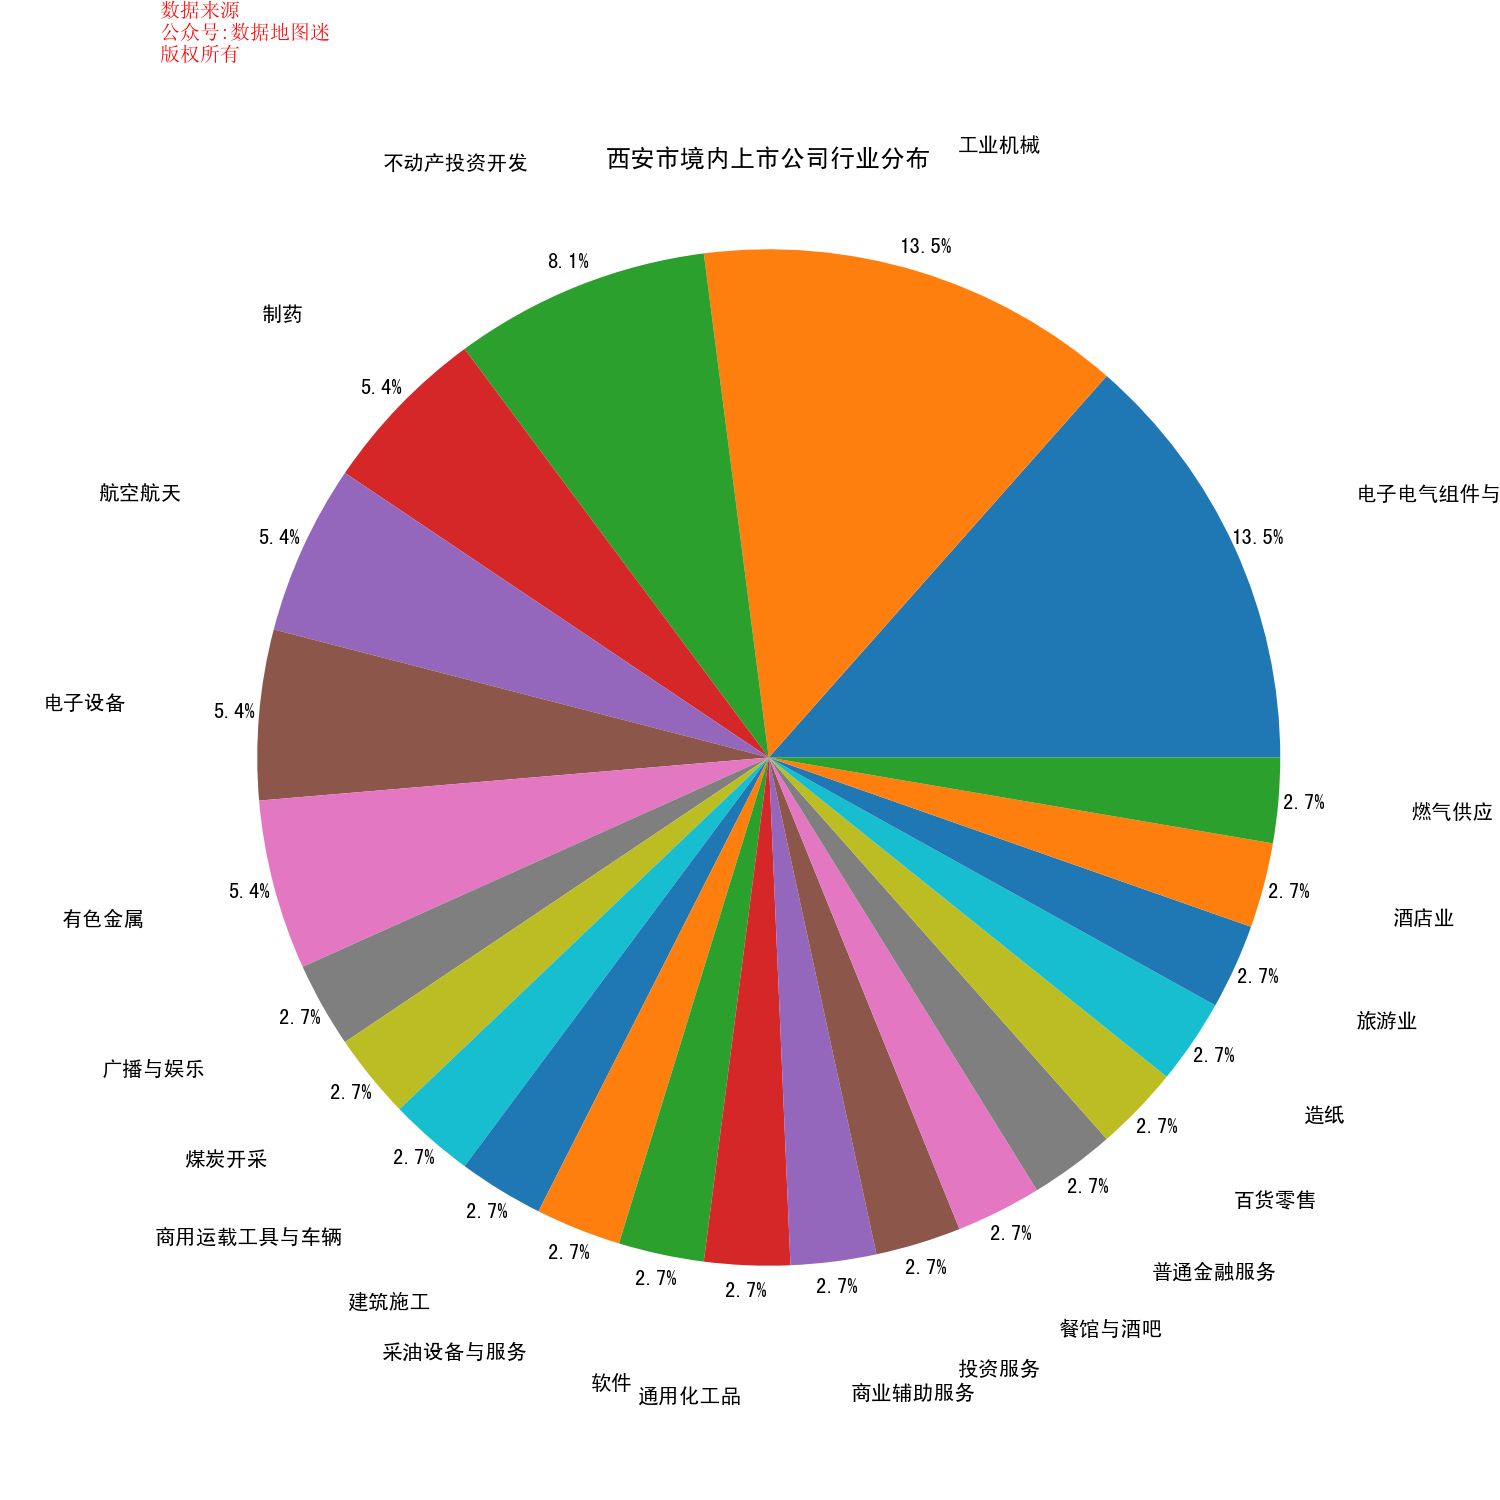 数据来源
公众号:数据地图迷
版权所有
西安市境内上市公司行业分布
工业机械
13.5%
不动产投资开发
8.1%
制药
5.4%
航空航天
5.4%
电子设备
5.4%
有色金属
5.4%
广播与娱乐
2.7%
煤炭开采
2.7%
商用运载工具与车辆
2.7%
建筑施工
2.7%
采油设备与服务
2.7%
软件
2.7%
通用化工品
2.7%
商业辅助服务
2.7%
投资服务
2.7%
餐馆与酒吧
2.7%
普通金融服务
2.7%
百货零售
2.7%
造纸
2.7%
旅游业
2.7%
酒店业
2.7%
燃气供应
2.7%
电子电气组件与
13.5%